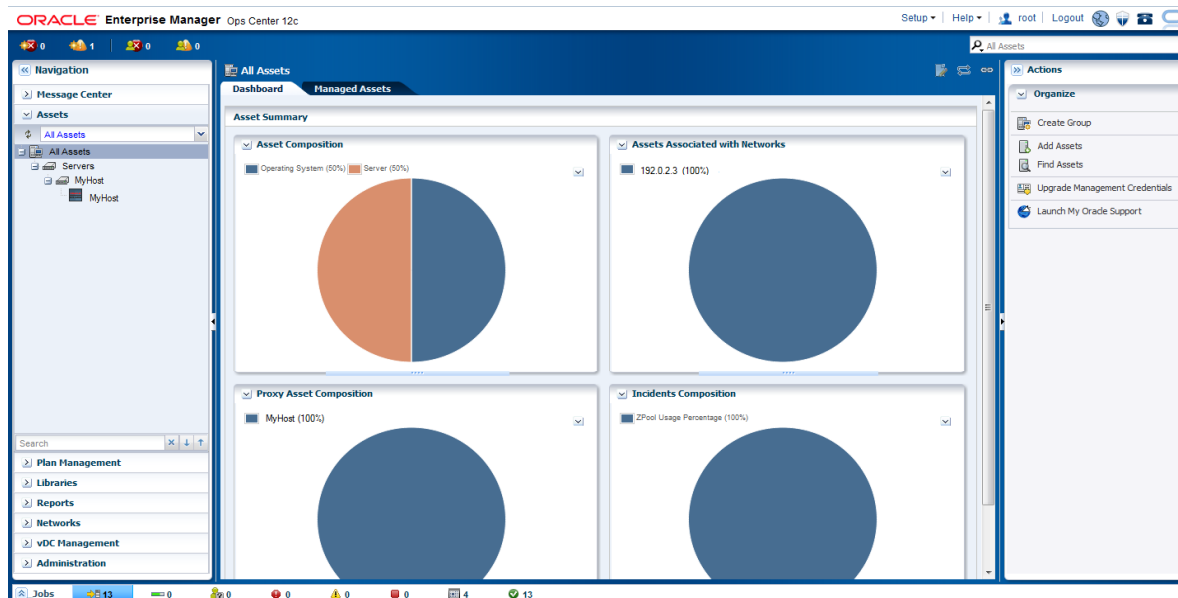 ORACLE Enterprise Manager Ops Center 12c
Setup Help root Logout
0 1 0 0
All Assets
Navigation
Message Center
Assets
All Assets
All Assets
Servers
MyHost
MyHost
Search
Plan Management
Libraries
Reports
Networks
vDC Management
Administration
All Assets
Dashboard Managed Assets
Asset Summary
Asset Composition
Operating System (50%) Server (50%)
Assets Associated with Networks
192.0.2.3 (100%)
Proxy Asset Composition
MyHost (100%)
Incidents Composition
ZPool Usage Percentage (100%)
Actions
Organize
Create Group
Add Assets
Find Assets
Upgrade Management Credentials
Launch My Oracle Support
Jobs 13 0 0 0 0 0 4 13